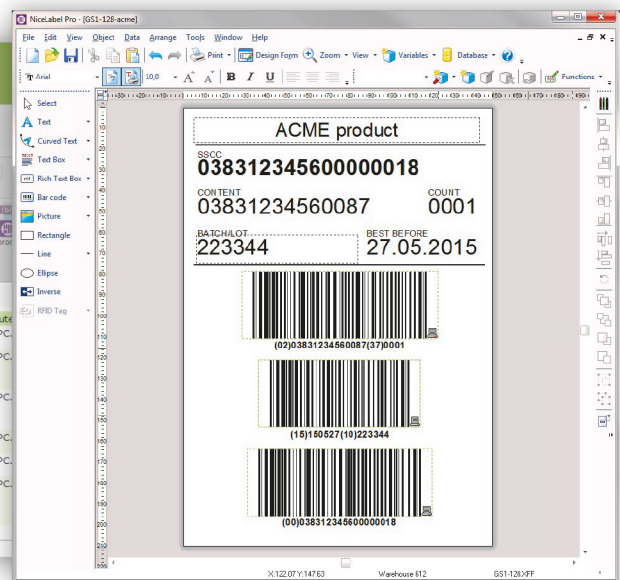 NiceLabel Pro - [GS1-128-acme]
File Edit View Object Data Arrange Tools Window Help
Print Design Form Zoom View Variables Database
Arial 10,0 B I U Functions
Select
Text
Curved Text
Text Box
Rich Text Box
Bar code
Picture
Rectangle
Line
Ellipse
Inverse
RFID Tag
ACME product
SSCC
038312345600000018
CONTENT COUNT
03831234560087 0001
BATCH/LOT BEST BEFORE
223344 27.05.2015
(02)03831234560087(37)0001
(15)150527(10)223344
(00)038312345600000018
X:122.07 Y:147.63 Warehouse 612 GS1-128.XFF